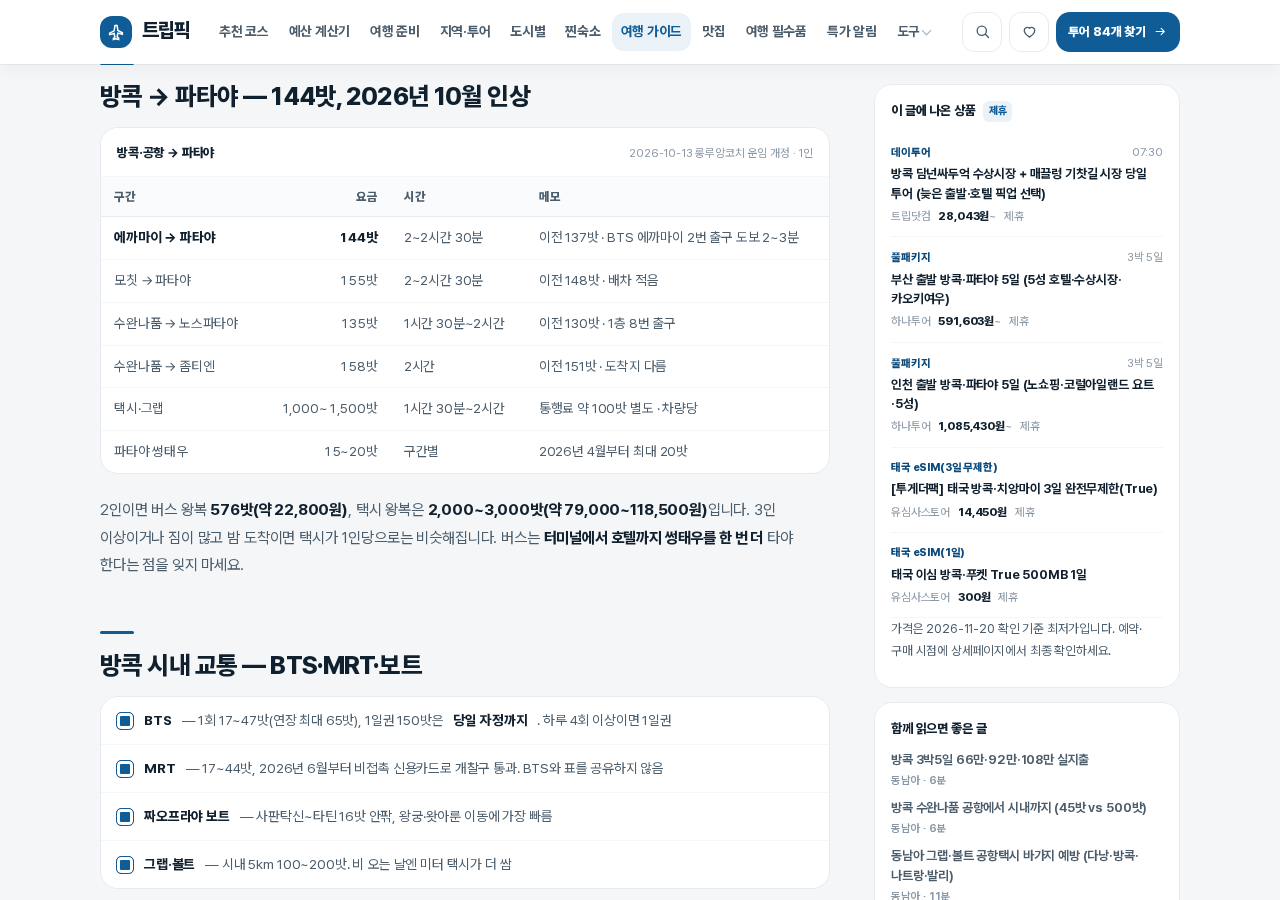 트립픽
추천 코스 예산 계산기 여행 준비 지역·투어 도시별 찐숙소 여행 가이드 맛집 여행 필수품 특가 알림 도구
투어 84개 찾기 →
방콕 → 파타야 — 144밧, 2026년 10월 인상
방콕·공항 → 파타야 2026-10-13 룽루앙코치 운임 개정 · 1인
구간 요금 시간 메모
에까마이 → 파타야 144밧 2~2시간 30분 이전 137밧 · BTS 에까마이 2번 출구 도보 2~3분
모칫 → 파타야 155밧 2~2시간 30분 이전 148밧 · 배차 적음
수완나품 → 노스파타야 135밧 1시간 30분~2시간 이전 130밧 · 1층 8번 출구
수완나품 → 좀티엔 158밧 2시간 이전 151밧 · 도착지 다름
택시·그랩 1,000~1,500밧 1시간 30분~2시간 통행료 약 100밧 별도 · 차량당
파타야 썽태우 15~20밧 구간별 2026년 4월부터 최대 20밧
2인이면 버스 왕복 576밧(약 22,800원), 택시 왕복은 2,000~3,000밧(약 79,000~118,500원)입니다. 3인
이상이거나 짐이 많고 밤 도착이면 택시가 1인당으로는 비슷해집니다. 버스는 터미널에서 호텔까지 썽태우를 한 번 더 타야
한다는 점을 잊지 마세요.
방콕 시내 교통 — BTS·MRT·보트
BTS — 1회 17~47밧(연장 최대 65밧), 1일권 150밧은 당일 자정까지 . 하루 4회 이상이면 1일권
MRT — 17~44밧, 2026년 6월부터 비접촉 신용카드로 개찰구 통과. BTS와 표를 공유하지 않음
짜오프라야 보트 — 사판탁신~타틴 16밧 안팎, 왕궁·왓아룬 이동에 가장 빠름
그랩·볼트 — 시내 5km 100~200밧. 비 오는 날엔 미터 택시가 더 쌈
이 글에 나온 상품 제휴
데이투어 07:30
방콕 담넌싸두억 수상시장 + 매끌렁 기찻길 시장 당일
투어 (늦은 출발·호텔 픽업 선택)
트립닷컴 28,043원~ 제휴
풀패키지 3박 5일
부산 출발 방콕·파타야 5일 (5성 호텔·수상시장·
카오키여우)
하나투어 591,603원~ 제휴
풀패키지 3박 5일
인천 출발 방콕·파타야 5일 (노쇼핑·코럴아일랜드 요트
·5성)
하나투어 1,085,430원~ 제휴
태국 eSIM(3일 무제한)
[투게더팩] 태국 방콕·치앙마이 3일 완전무제한(True)
유심사스토어 14,450원 제휴
태국 eSIM(1일)
태국 이심 방콕·푸켓 True 500MB 1일
유심사스토어 300원 제휴
가격은 2026-11-20 확인 기준 최저가입니다. 예약·
구매 시점에 상세페이지에서 최종 확인하세요.
함께 읽으면 좋은 글
방콕 3박5일 66만·92만·108만 실지출
동남아 · 6분
방콕 수완나품 공항에서 시내까지 (45밧 vs 500밧)
동남아 · 6분
동남아 그랩·볼트 공항택시 바가지 예방 (다낭·방콕·
나트랑·발리)
동남아 · 11분